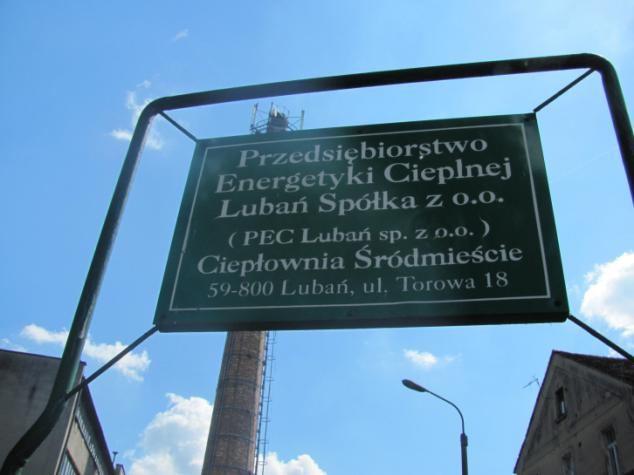 Przedsiębiorstwo
Energetyki Cieplnej
Lubań Spółka z o.o.
( PEC Lubań sp. z o.o. )
Ciepłownia Śródmieście
59-800 Lubań, ul. Torowa 18